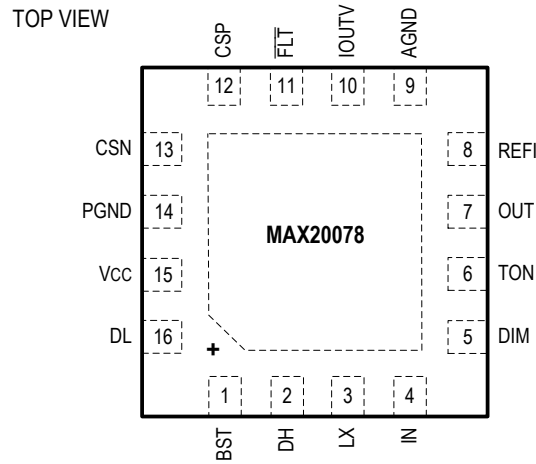 TOP VIEW
CSP
F̅L̅T̅
IOUTV
AGND
12
11
10
9
CSN 13
8 REFI
PGND 14
7 OUT
MAX20078
VCC 15
6 TON
DL 16
5 DIM
+
1
2
3
4
BST
DH
LX
IN